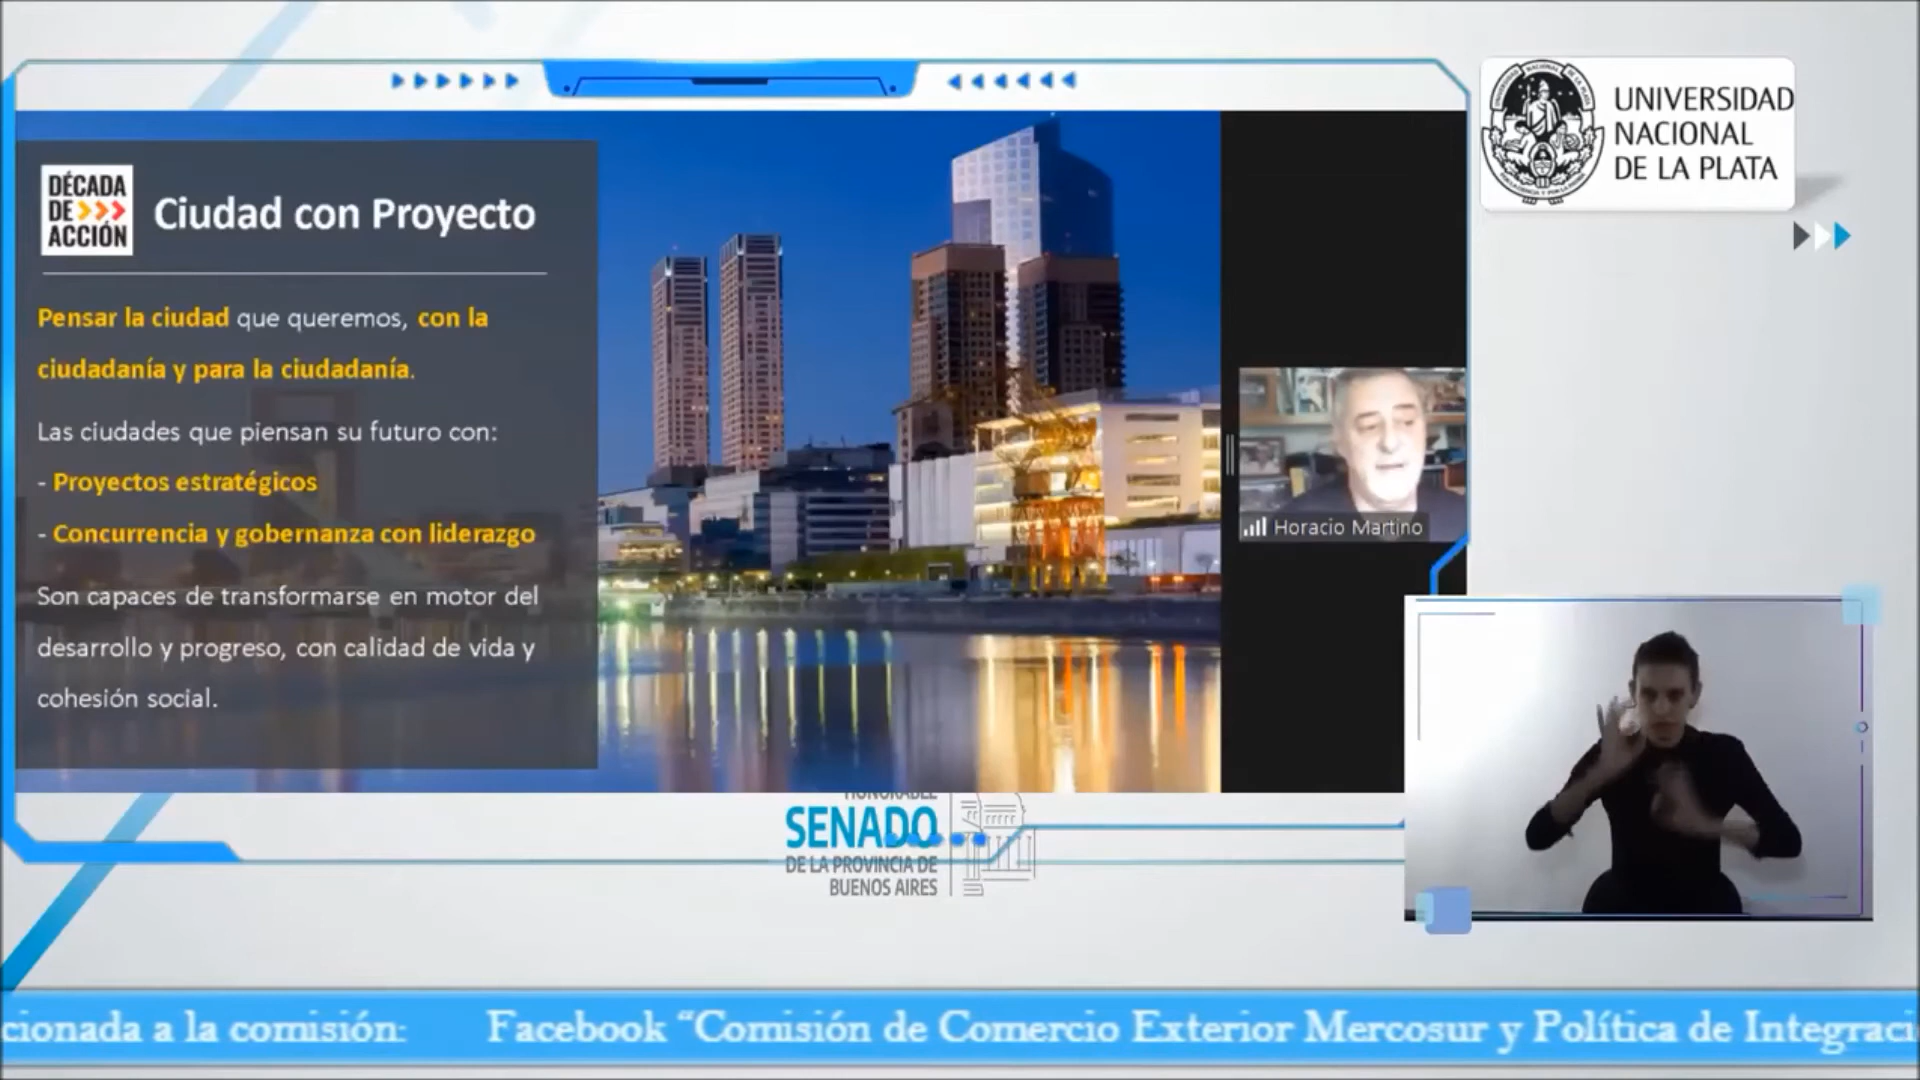 DÉCADA
DE
ACCIÓN
Ciudad con Proyecto
Pensar la ciudad que queremos, con la
ciudadanía y para la ciudadanía.
Las ciudades que piensan su futuro con:
- Proyectos estratégicos
- Concurrencia y gobernanza con liderazgo
Son capaces de transformarse en motor del
desarrollo y progreso, con calidad de vida y
cohesión social.
UNIVERSIDAD
NACIONAL
DE LA PLATA
Horacio Martino
HONORABLE
SENADO
DE LA PROVINCIA DE
BUENOS AIRES
cionada a la comisión: Facebook “Comisión de Comercio Exterior Mercosur y Política de Integraci